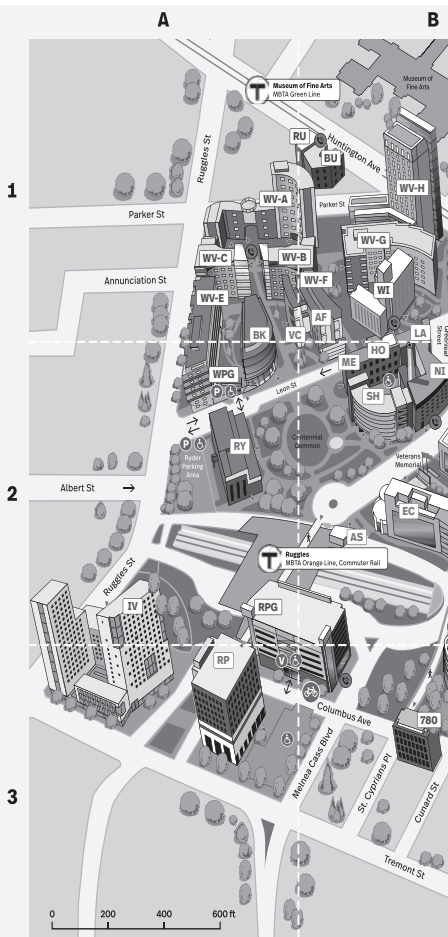 A
B
Museum of
Fine Arts
T
Museum of Fine Arts
MBTA Green Line
Ruggles St
RU
Huntington Ave
BU
1
WV-H
WV-A
Parker St
Parker St
WV-G
WV-C
WV-B
Annunciation St
WV-F
WI
WV-E
AF
BK
VC
LA
Greenleaf
Street
HO
ME
NI
WPG
P
Leon St
SH
P
RY
Centennial
Common
Ryder
Parking
Area
Veterans
Memorial
2
Albert St
EC
AS
T
Ruggles
MBTA Orange Line, Commuter Rail
Ruggles St
IV
RPG
RP
V
Columbus Ave
780
Melnea Cass Blvd
St. Cyprians Pl
Cunard St
3
Tremont St
0
200
400
600 ft